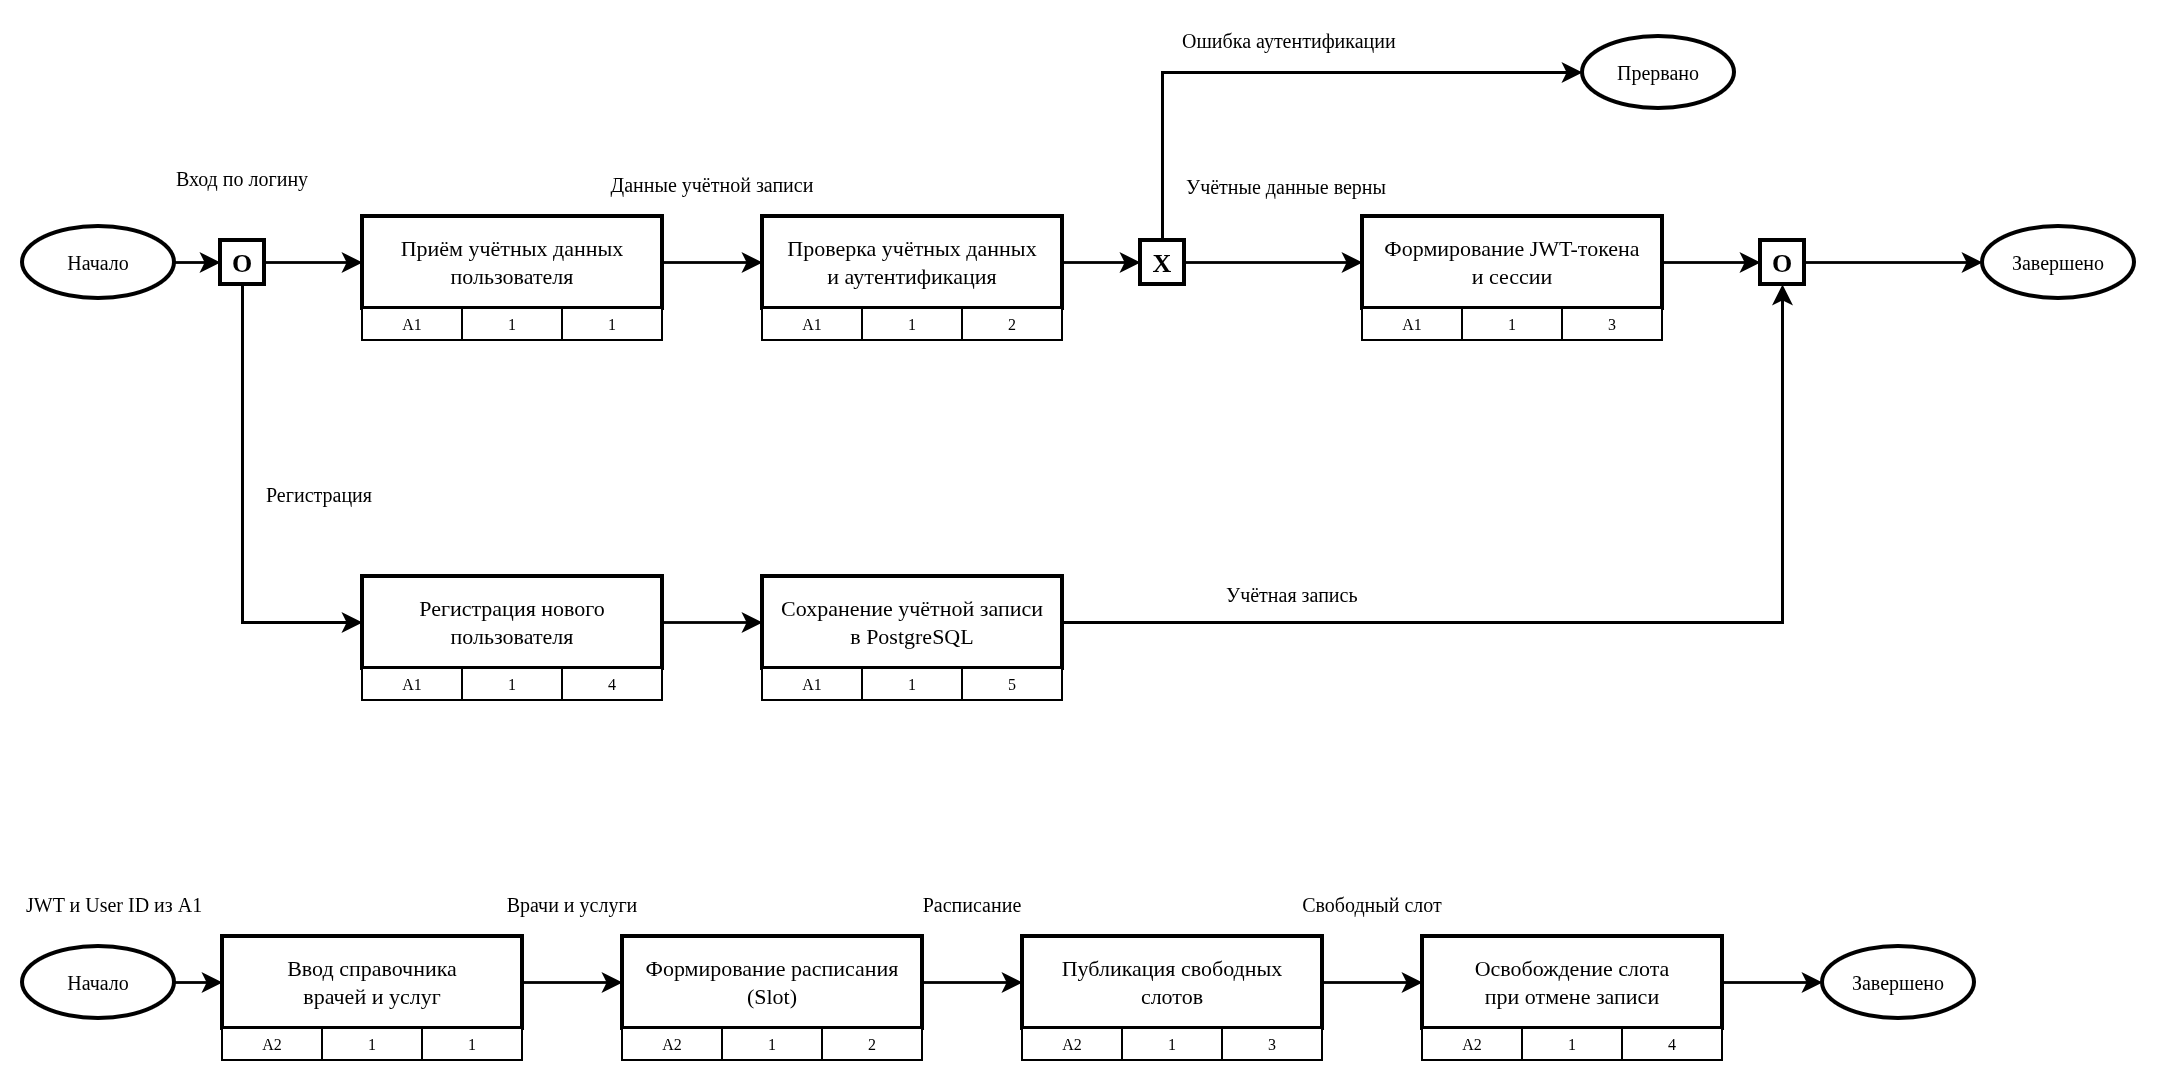 Ошибка аутентификации
Прервано
Вход по логину
Данные учётной записи
Учётные данные верны
Начало
O
Приём учётных данных
пользователя
A1
1
1
Проверка учётных данных
и аутентификация
A1
1
2
X
Формирование JWT-токена
и сессии
A1
1
3
O
Завершено
Регистрация
Регистрация нового
пользователя
A1
1
4
Сохранение учётной записи
в PostgreSQL
A1
1
5
Учётная запись
JWT и User ID из A1
Врачи и услуги
Расписание
Свободный слот
Начало
Ввод справочника
врачей и услуг
A2
1
1
Формирование расписания
(Slot)
A2
1
2
Публикация свободных
слотов
A2
1
3
Освобождение слота
при отмене записи
A2
1
4
Завершено